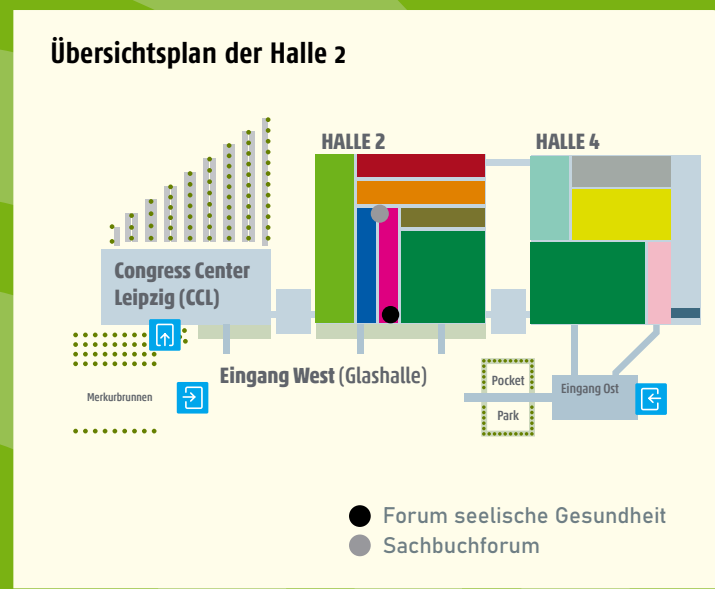 Übersichtsplan der Halle 2
HALLE 2
HALLE 4
Congress Center
Leipzig (CCL)
Eingang West (Glashalle)
Merkurbrunnen
Pocket
Park
Eingang Ost
Forum seelische Gesundheit
Sachbuchforum